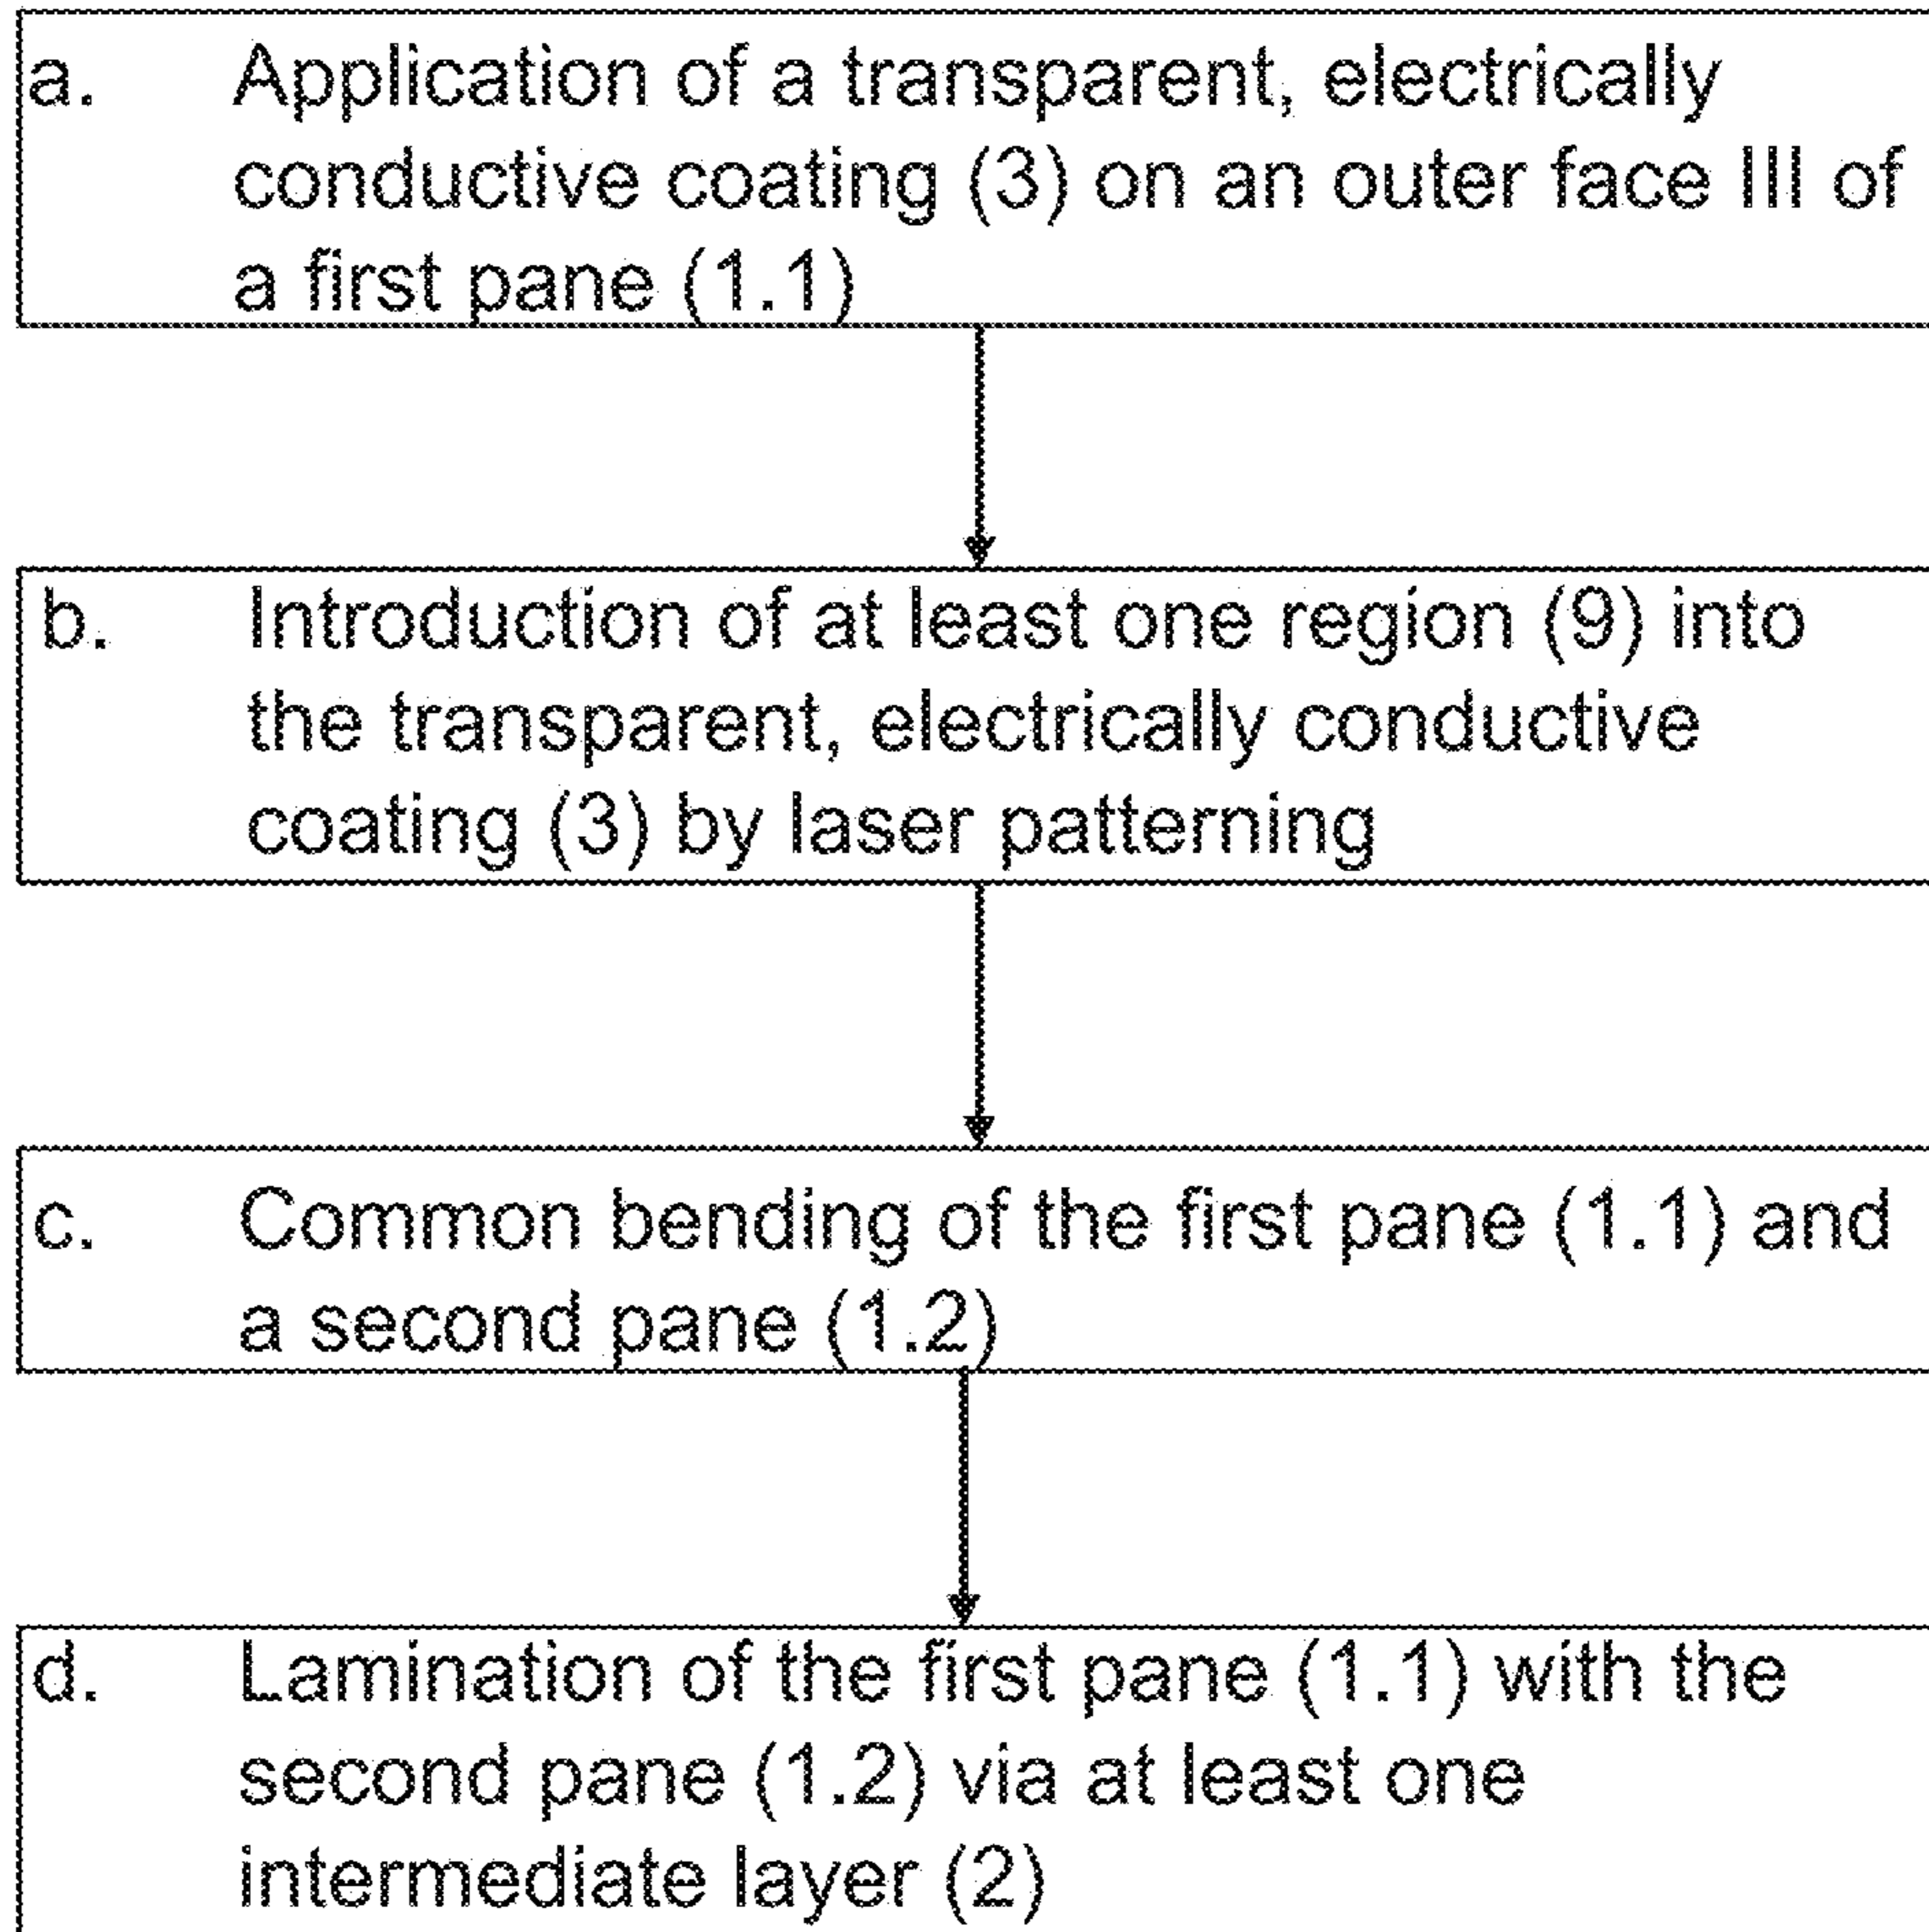 a. Application of a transparent, electrically
conductive coating (3) on an outer face III of
a first pane (1.1)
b. Introduction of at least one region (9) into
the transparent, electrically conductive
coating (3) by laser patterning
c. Common bending of the first pane (1.1) and
a second pane (1.2)
d. Lamination of the first pane (1.1) with the
second pane (1.2) via at least one
intermediate layer (2)